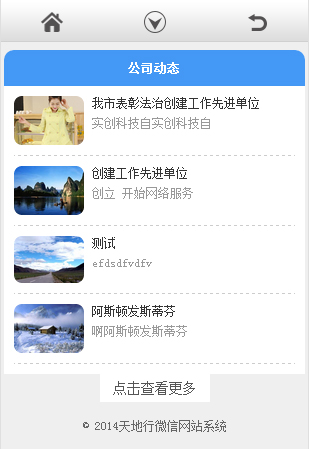 公司动态
我市表彰法治创建工作先进单位
实创科技自实创科技自
创建工作先进单位
创立 开始网络服务
测试
efdsdfvdfv
阿斯顿发斯蒂芬
啊阿斯顿发斯蒂芬
点击查看更多
© 2014天地行微信网站系统